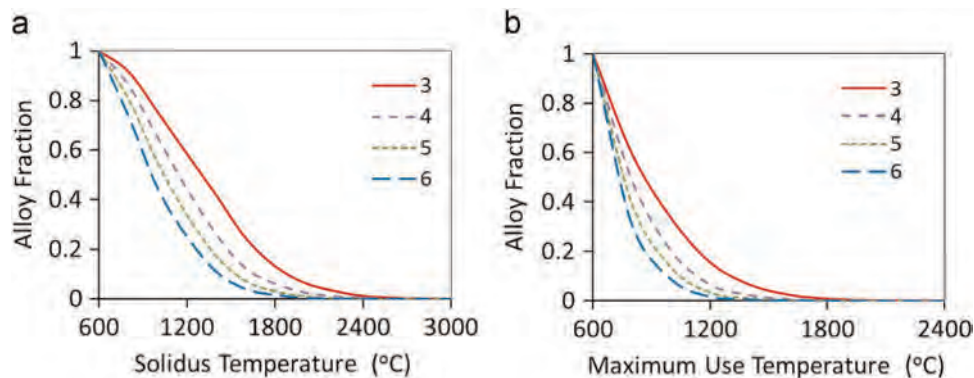 a
1
0.8
0.6
0.4
0.2
0
Alloy Fraction
3
4
5
6
600 1200 1800 2400 3000
Solidus Temperature (ºC)
b
1
0.8
0.6
0.4
0.2
0
Alloy Fraction
3
4
5
6
600 1200 1800 2400
Maximum Use Temperature (ºC)